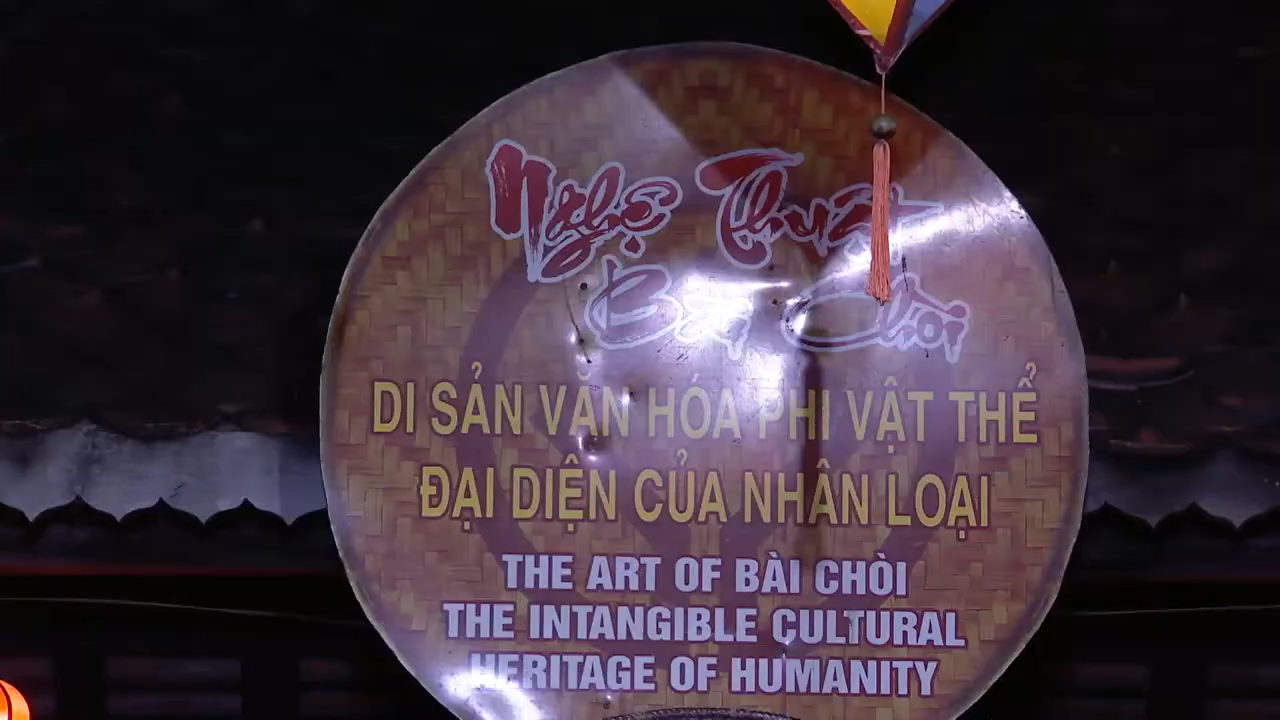 Nghệ Thuật
Bài Chòi
DI SẢN VĂN HÓA PHI VẬT THỂ
ĐẠI DIỆN CỦA NHÂN LOẠI
THE ART OF BÀI CHÒI
THE INTANGIBLE CULTURAL
HERITAGE OF HUMANITY